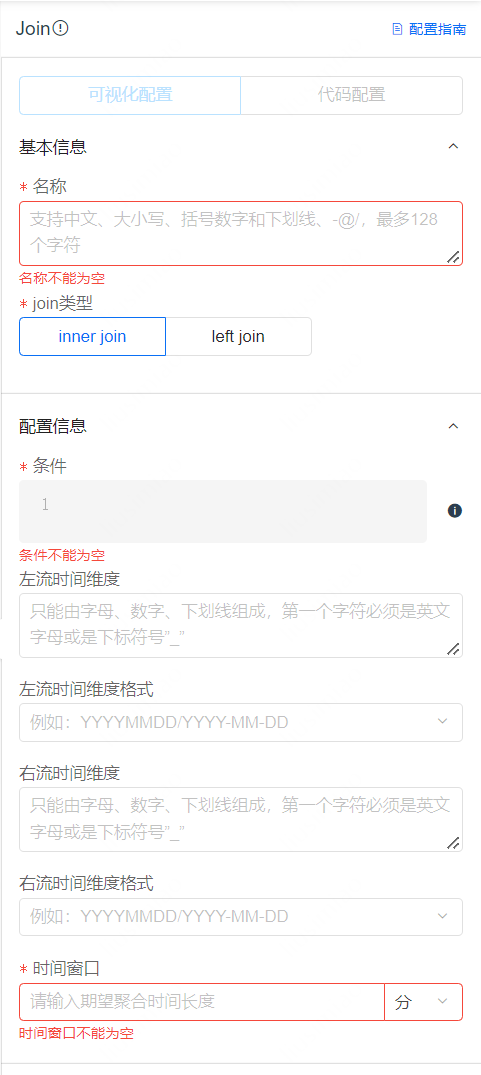 Join
配置指南
可视化配置
代码配置
基本信息
* 名称
支持中文、大小写、括号数字和下划线、-@/，最多128
个字符
名称不能为空
* join类型
inner join
left join
配置信息
* 条件
1
条件不能为空
左流时间维度
只能由字母、数字、下划线组成，第一个字符必须是英文
字母或是下标符号"_"
左流时间维度格式
例如：YYYYMMDD/YYYY-MM-DD
右流时间维度
只能由字母、数字、下划线组成，第一个字符必须是英文
字母或是下标符号"_"
右流时间维度格式
例如：YYYYMMDD/YYYY-MM-DD
* 时间窗口
请输入期望聚合时间长度
分
时间窗口不能为空